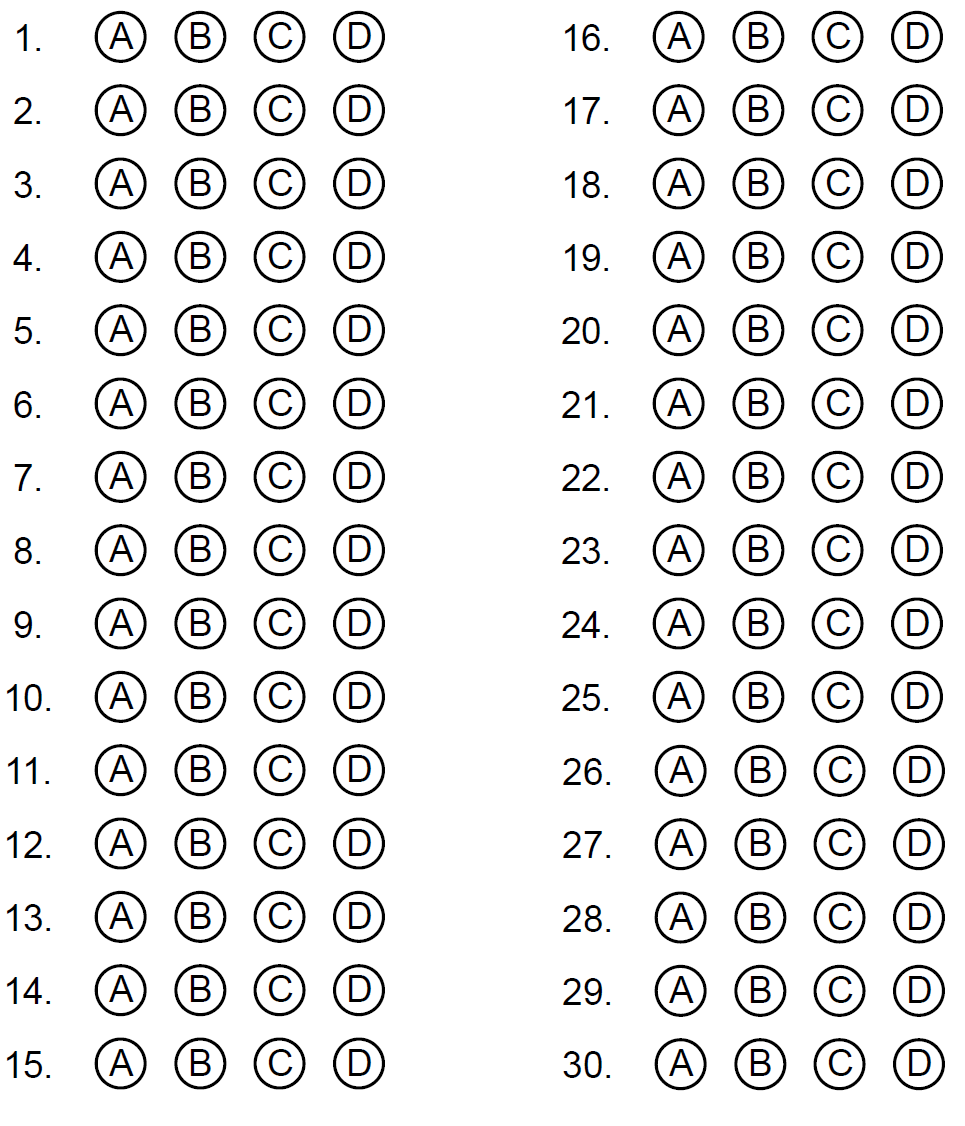 1. A B C D
2. A B C D
3. A B C D
4. A B C D
5. A B C D
6. A B C D
7. A B C D
8. A B C D
9. A B C D
10. A B C D
11. A B C D
12. A B C D
13. A B C D
14. A B C D
15. A B C D
16. A B C D
17. A B C D
18. A B C D
19. A B C D
20. A B C D
21. A B C D
22. A B C D
23. A B C D
24. A B C D
25. A B C D
26. A B C D
27. A B C D
28. A B C D
29. A B C D
30. A B C D